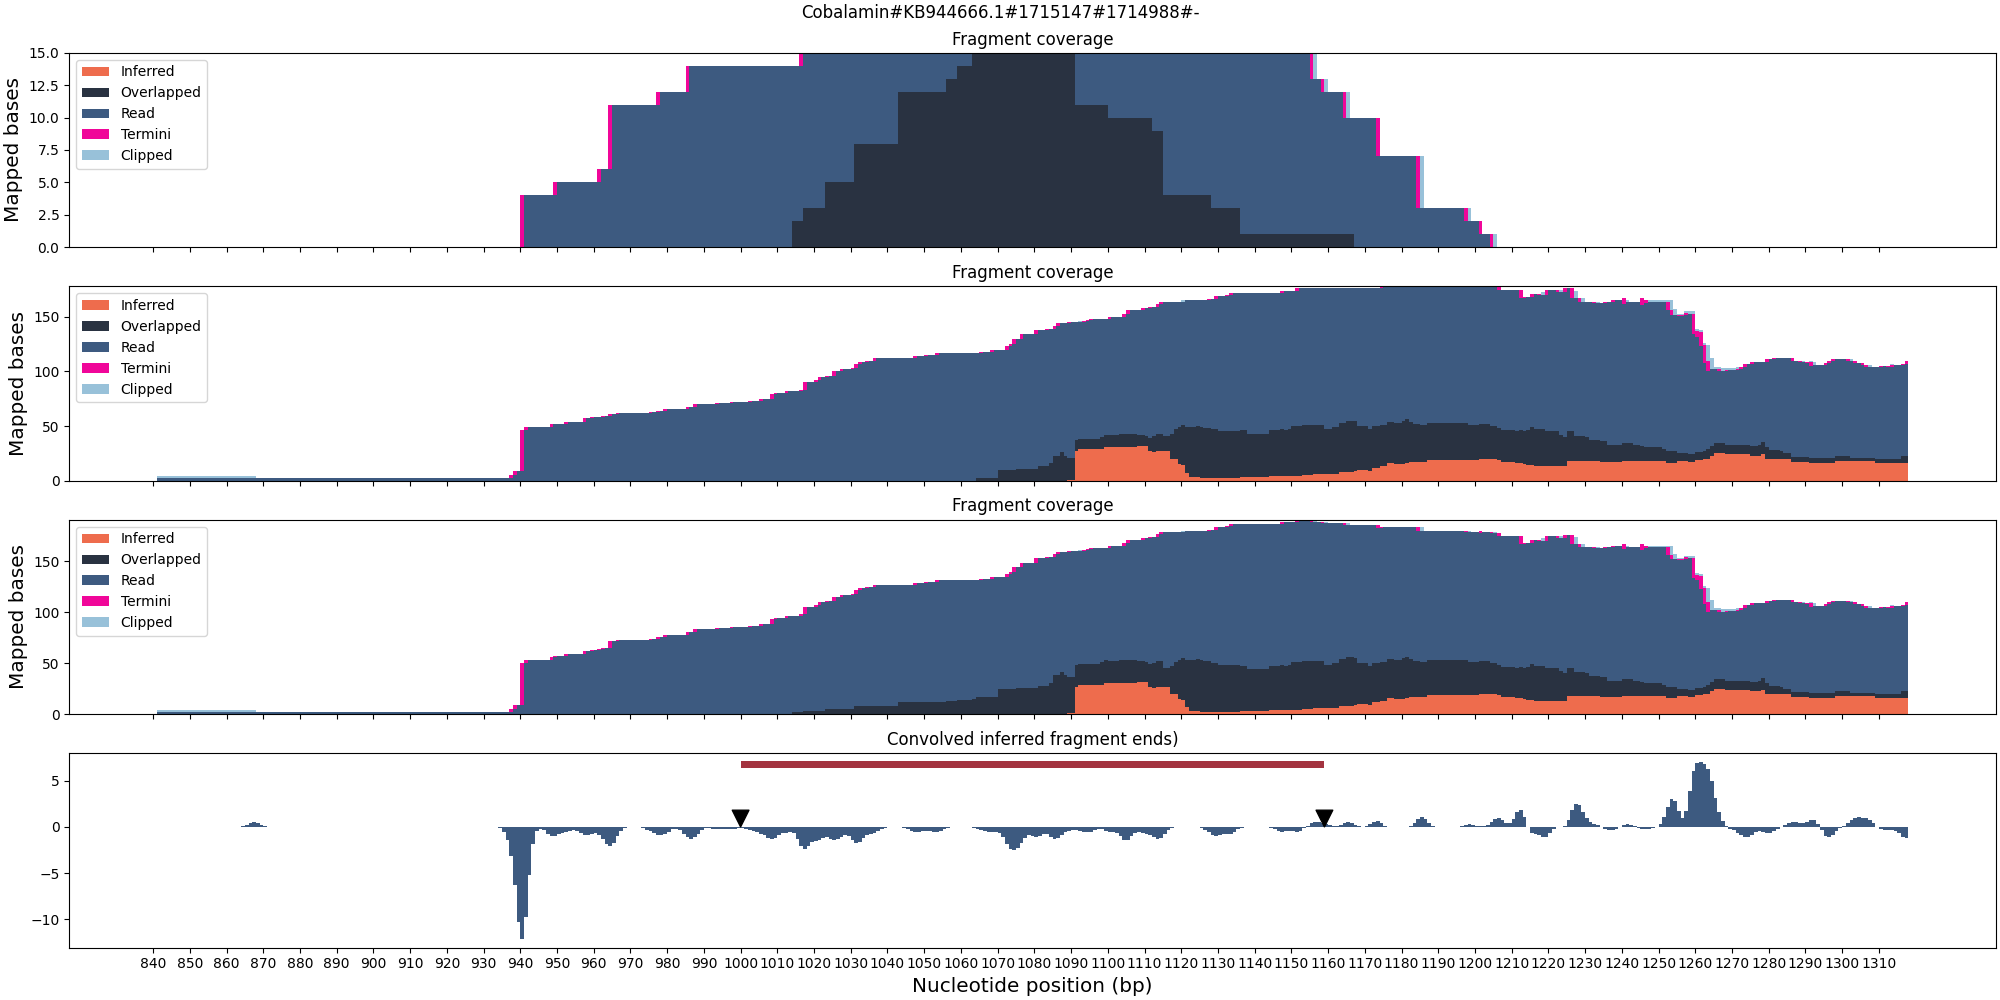 Cobalamin#KB944666.1#1715147#1714988#-
Fragment coverage
Mapped bases
15.0
12.5
10.0
7.5
5.0
2.5
0.0
Inferred
Overlapped
Read
Termini
Clipped
Fragment coverage
Mapped bases
150
100
50
0
Inferred
Overlapped
Read
Termini
Clipped
Fragment coverage
Mapped bases
150
100
50
0
Inferred
Overlapped
Read
Termini
Clipped
Convolved inferred fragment ends)
5
0
−5
−10
840 850 860 870 880 890 900 910 920 930 940 950 960 970 980 990 1000 1010 1020 1030 1040 1050 1060 1070 1080 1090 1100 1110 1120 1130 1140 1150 1160 1170 1180 1190 1200 1210 1220 1230 1240 1250 1260 1270 1280 1290 1300 1310
Nucleotide position (bp)